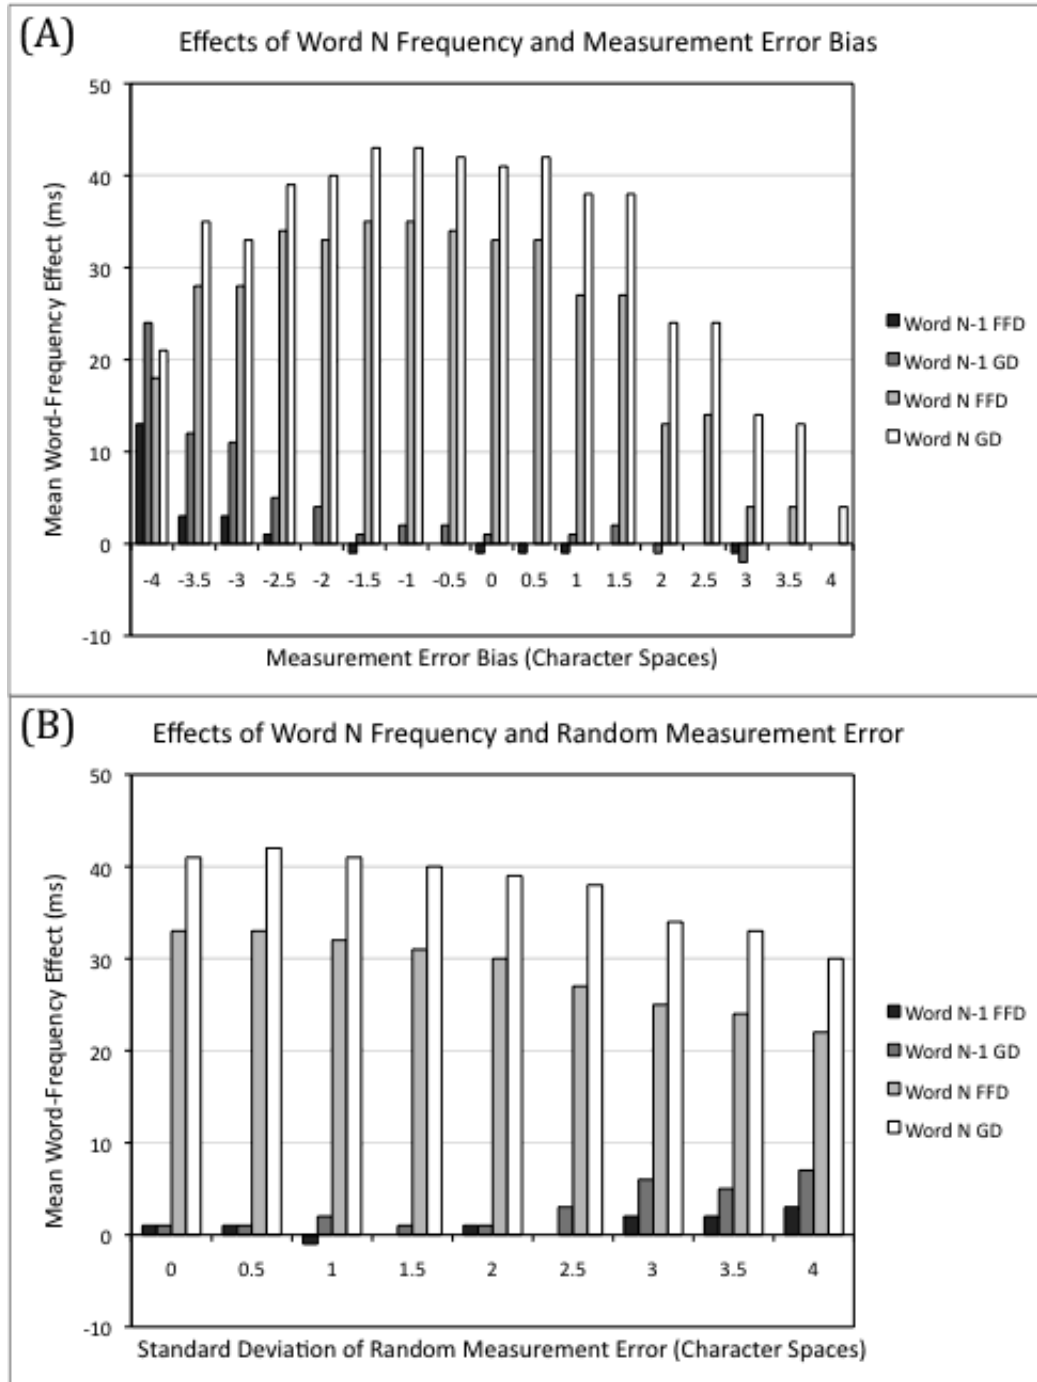 (A)
Effects of Word N Frequency and Measurement Error Bias
Mean Word-Frequency Effect (ms)
50
40
30
20
10
0
-10
-4 -3.5 -3 -2.5 -2 -1.5 -1 -0.5 0 0.5 1 1.5 2 2.5 3 3.5 4
Measurement Error Bias (Character Spaces)
Word N-1 FFD
Word N-1 GD
Word N FFD
Word N GD
(B)
Effects of Word N Frequency and Random Measurement Error
Mean Word-Frequency Effect (ms)
50
40
30
20
10
0
-10
0 0.5 1 1.5 2 2.5 3 3.5 4
Standard Deviation of Random Measurement Error (Character Spaces)
Word N-1 FFD
Word N-1 GD
Word N FFD
Word N GD